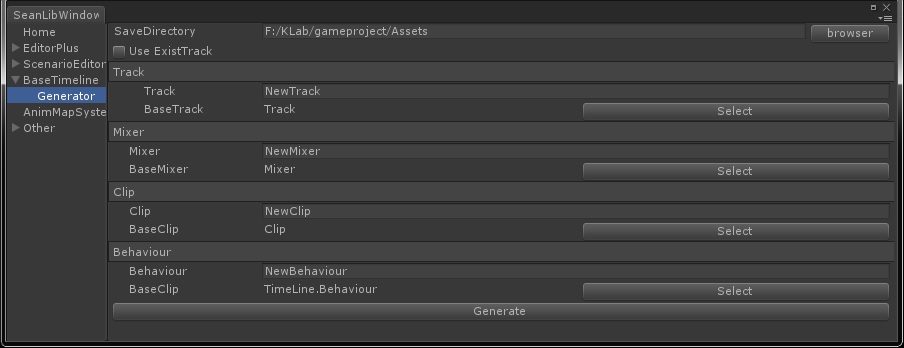 SeanLibWindow
Home
EditorPlus
ScenarioEditor
BaseTimeline
Generator
AnimMapSyste
Other
SaveDirectory F:/KLab/gameproject/Assets browser
Use ExistTrack
Track
Track NewTrack
BaseTrack Track Select
Mixer
Mixer NewMixer
BaseMixer Mixer Select
Clip
Clip NewClip
BaseClip Clip Select
Behaviour
Behaviour NewBehaviour
BaseClip TimeLine.Behaviour Select
Generate